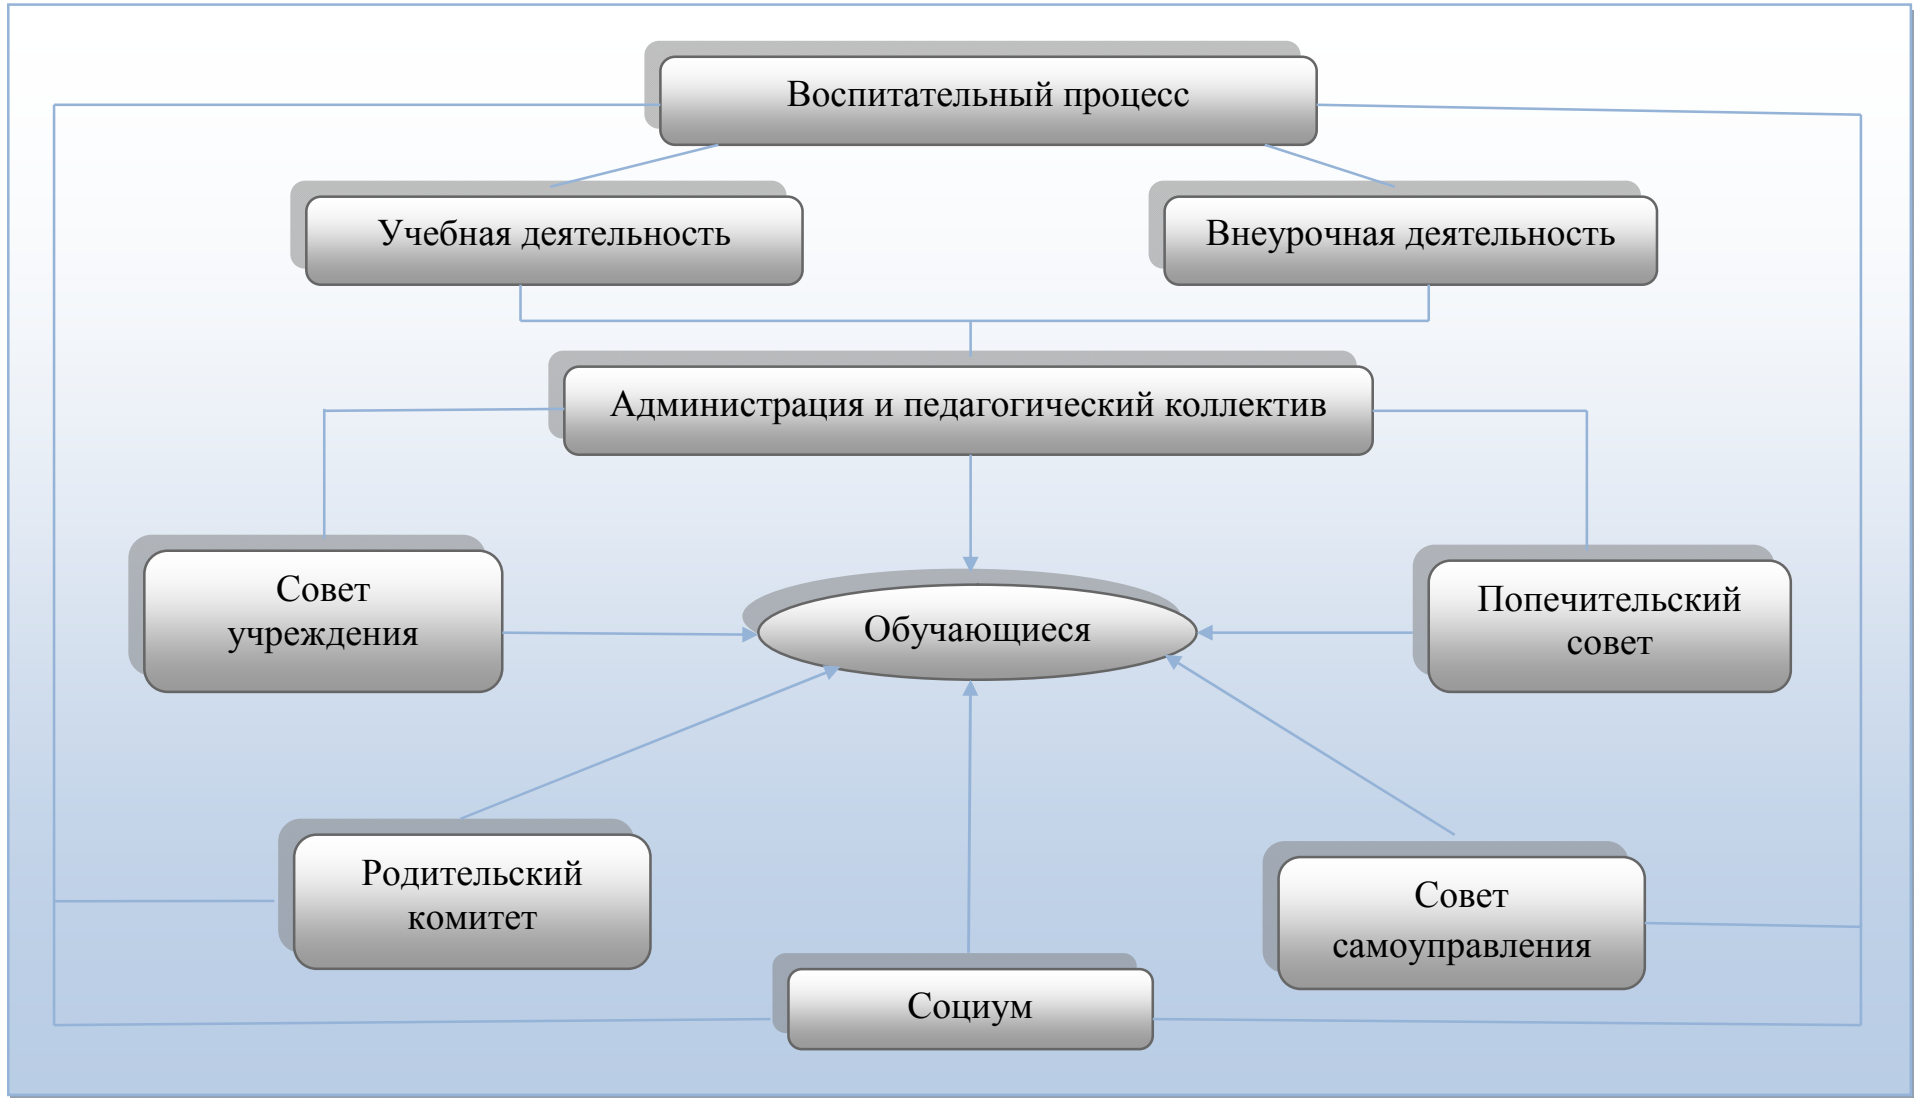 Воспитательный процесс
Учебная деятельность
Внеурочная деятельность
Администрация и педагогический коллектив
Совет
учреждения
Обучающиеся
Попечительский
совет
Родительский
комитет
Совет
самоуправления
Социум